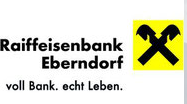 Raiffeisenbank
Eberndorf
voll Bank. echt Leben.